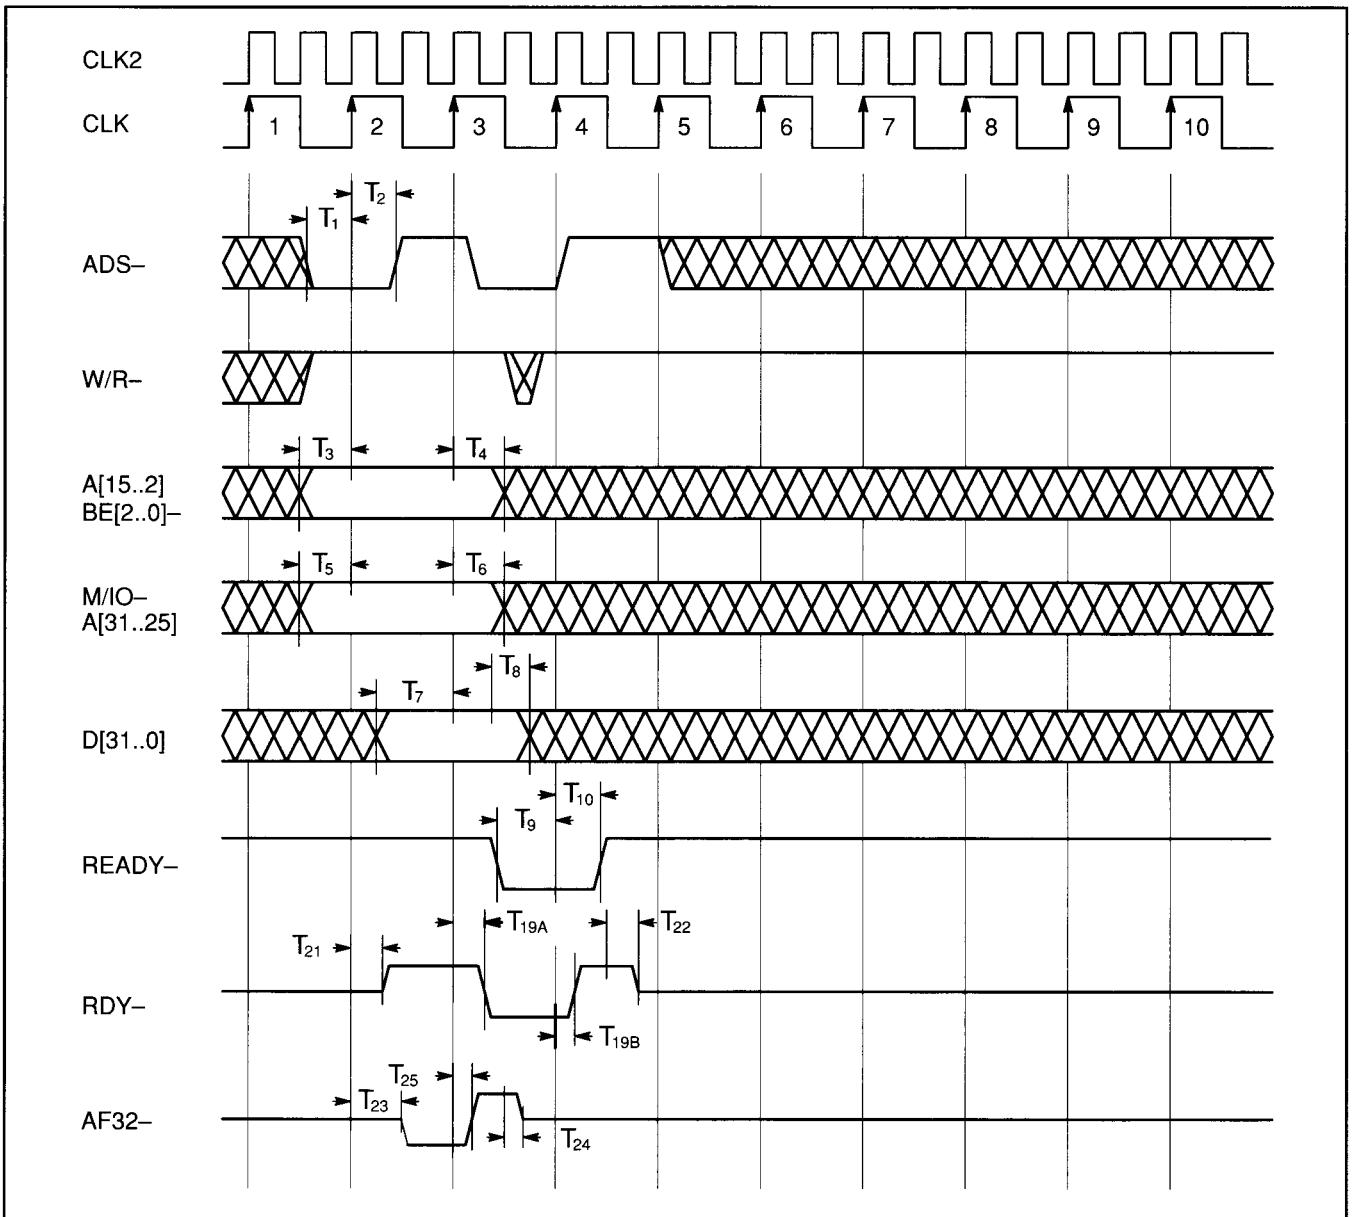 CLK2
CLK
1 2 3 4 5 6 7 8 9 10
T2
T1
ADS–
W/R–
T3 T4
A[15..2]
BE[2..0]–
T5 T6
M/IO–
A[31..25]
T8
T7
D[31..0]
T10
T9
READY–
T19A T22
T21
RDY–
T19B
T25
T23
AF32–
T24